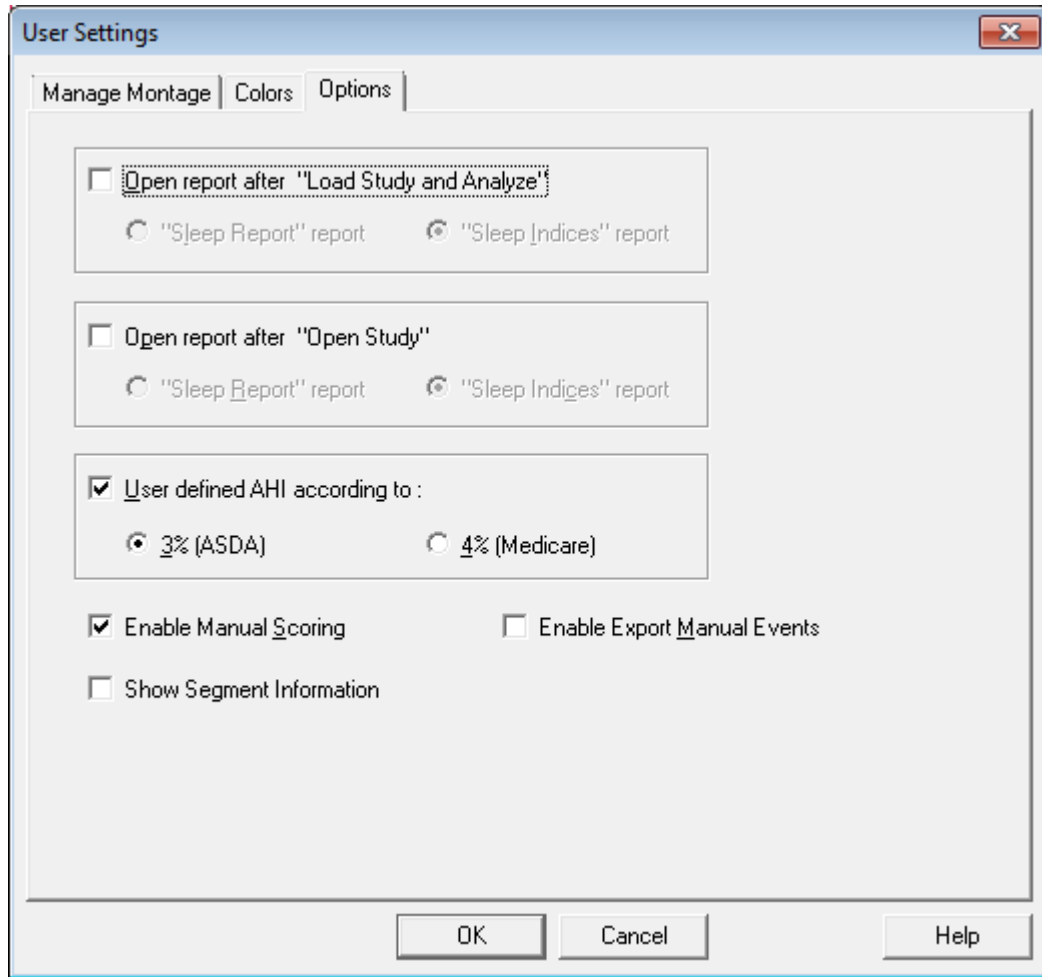 User Settings
Manage Montage Colors Options
Open report after "Load Study and Analyze"
"Sleep Report" report "Sleep Indices" report
Open report after "Open Study"
"Sleep Report" report "Sleep Indices" report
User defined AHI according to :
3% (ASDA) 4% (Medicare)
Enable Manual Scoring Enable Export Manual Events
Show Segment Information
OK Cancel Help